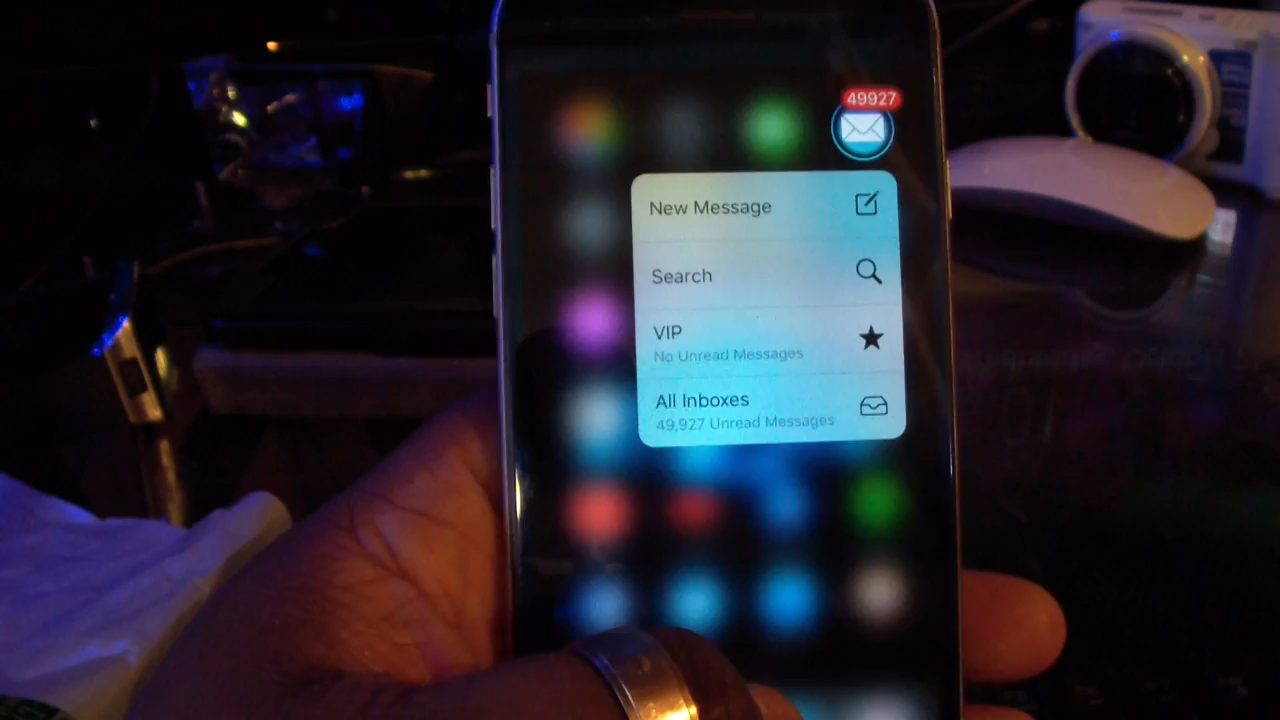 49927
New Message
Search
VIP
No Unread Messages
All Inboxes
49,927 Unread Messages